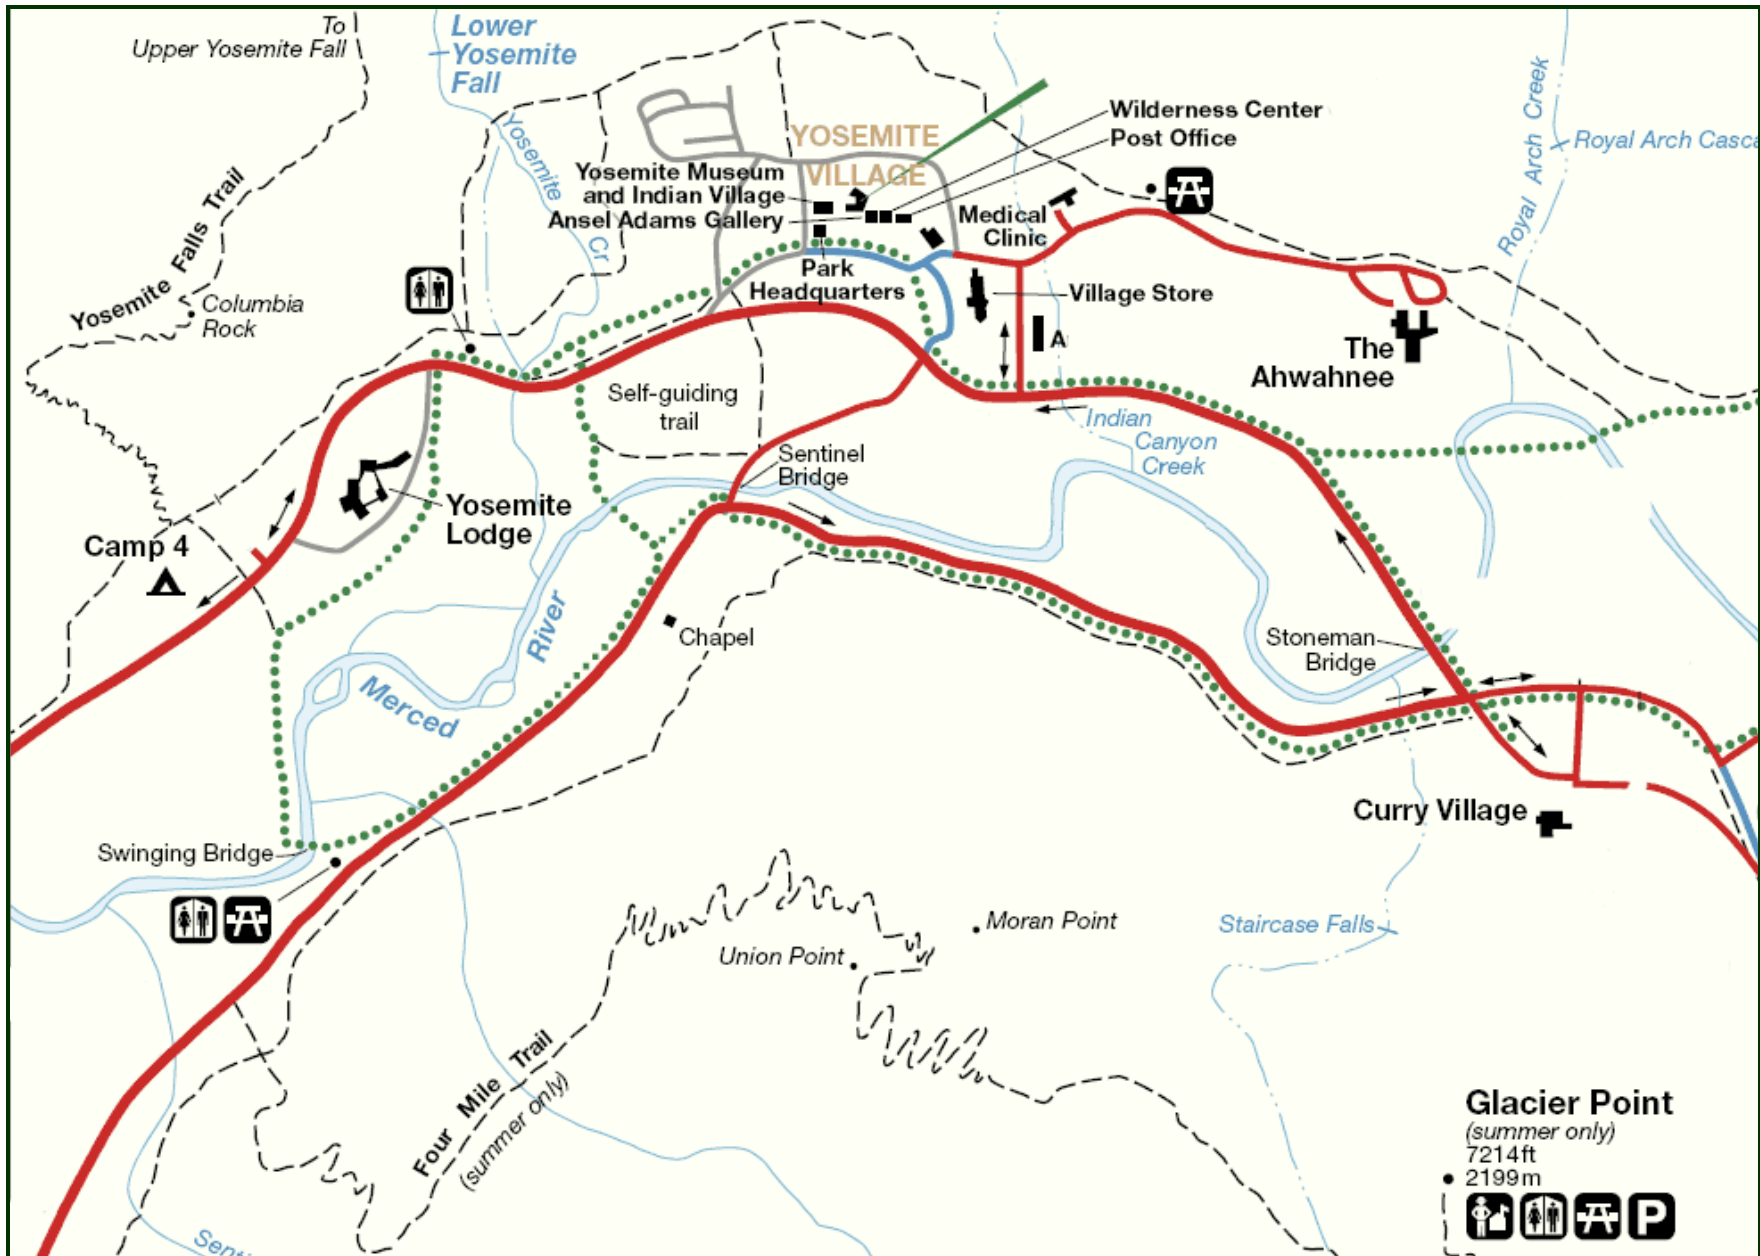 To
Upper Yosemite Fall
Lower
Yosemite
Fall
Yosemite
Cr
YOSEMITE
VILLAGE
Wilderness Center
Post Office
Royal Arch Creek
Yosemite Museum
and Indian Village
Ansel Adams Gallery
Medical
Clinic
Park
Headquarters
Village Store
Yosemite Falls Trail
Columbia
Rock
A
The
Ahwahnee
Self-guiding
trail
Indian
Canyon
Creek
Sentinel
Bridge
Yosemite
Lodge
Camp 4
River
Merced
Chapel
Stoneman
Bridge
Curry Village
Swinging Bridge
Moran Point
Union Point
Staircase Falls
Four Mile Trail
(summer only)
Glacier Point
(summer only)
7214ft
2199m
P
Royal Arch